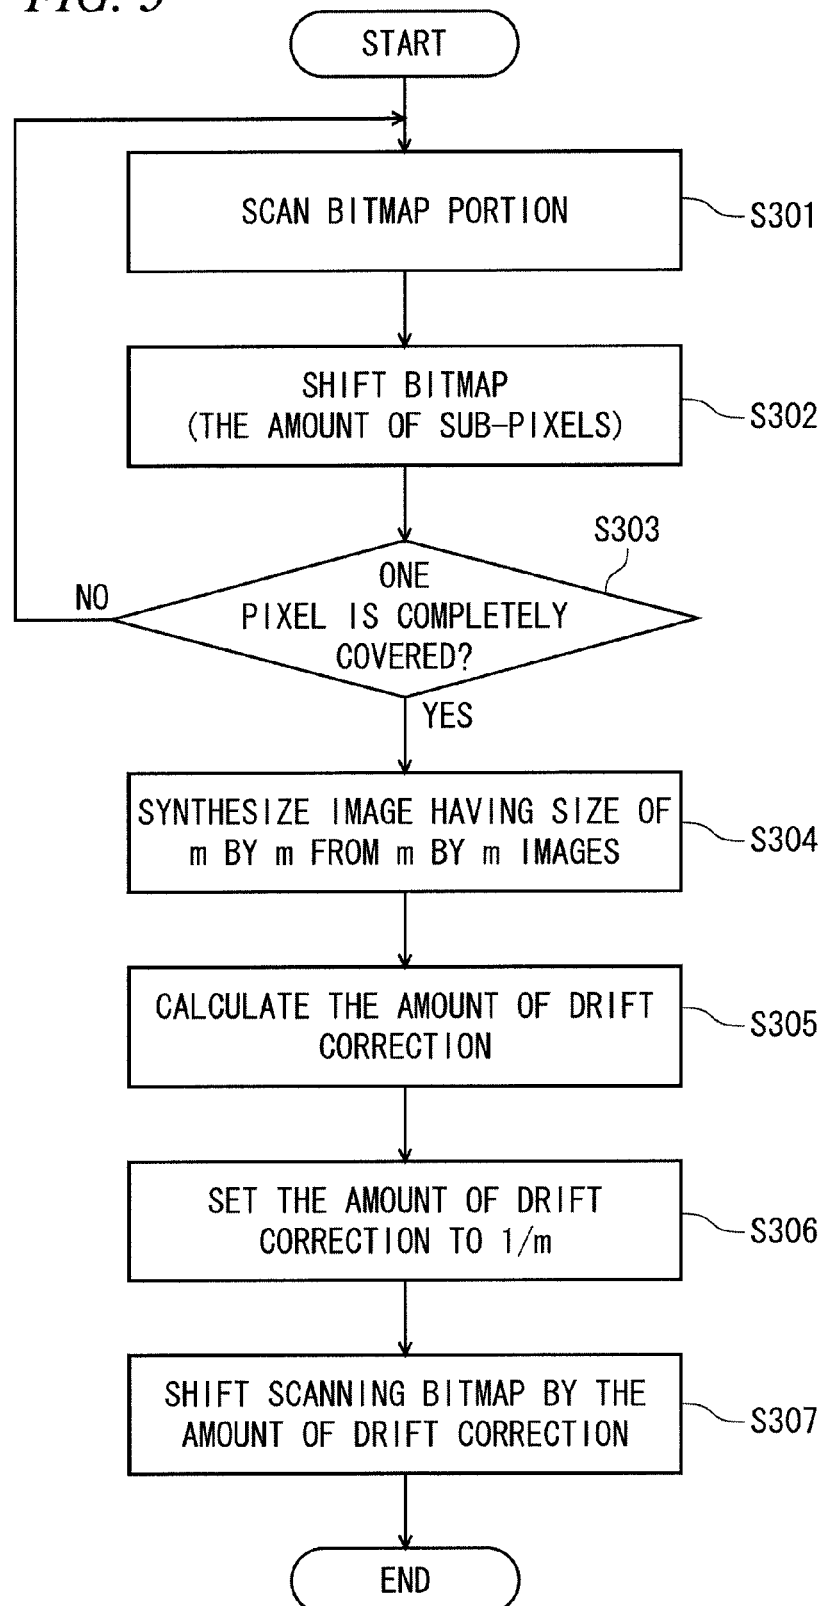 START
SCAN BITMAP PORTION
S301
SHIFT BITMAP
(THE AMOUNT OF SUB-PIXELS)
S302
S303
ONE
PIXEL IS COMPLETELY
COVERED?
NO
YES
SYNTHESIZE IMAGE HAVING SIZE OF
m BY m FROM m BY m IMAGES
S304
CALCULATE THE AMOUNT OF DRIFT
CORRECTION
S305
SET THE AMOUNT OF DRIFT
CORRECTION TO 1/m
S306
SHIFT SCANNING BITMAP BY THE
AMOUNT OF DRIFT CORRECTION
S307
END